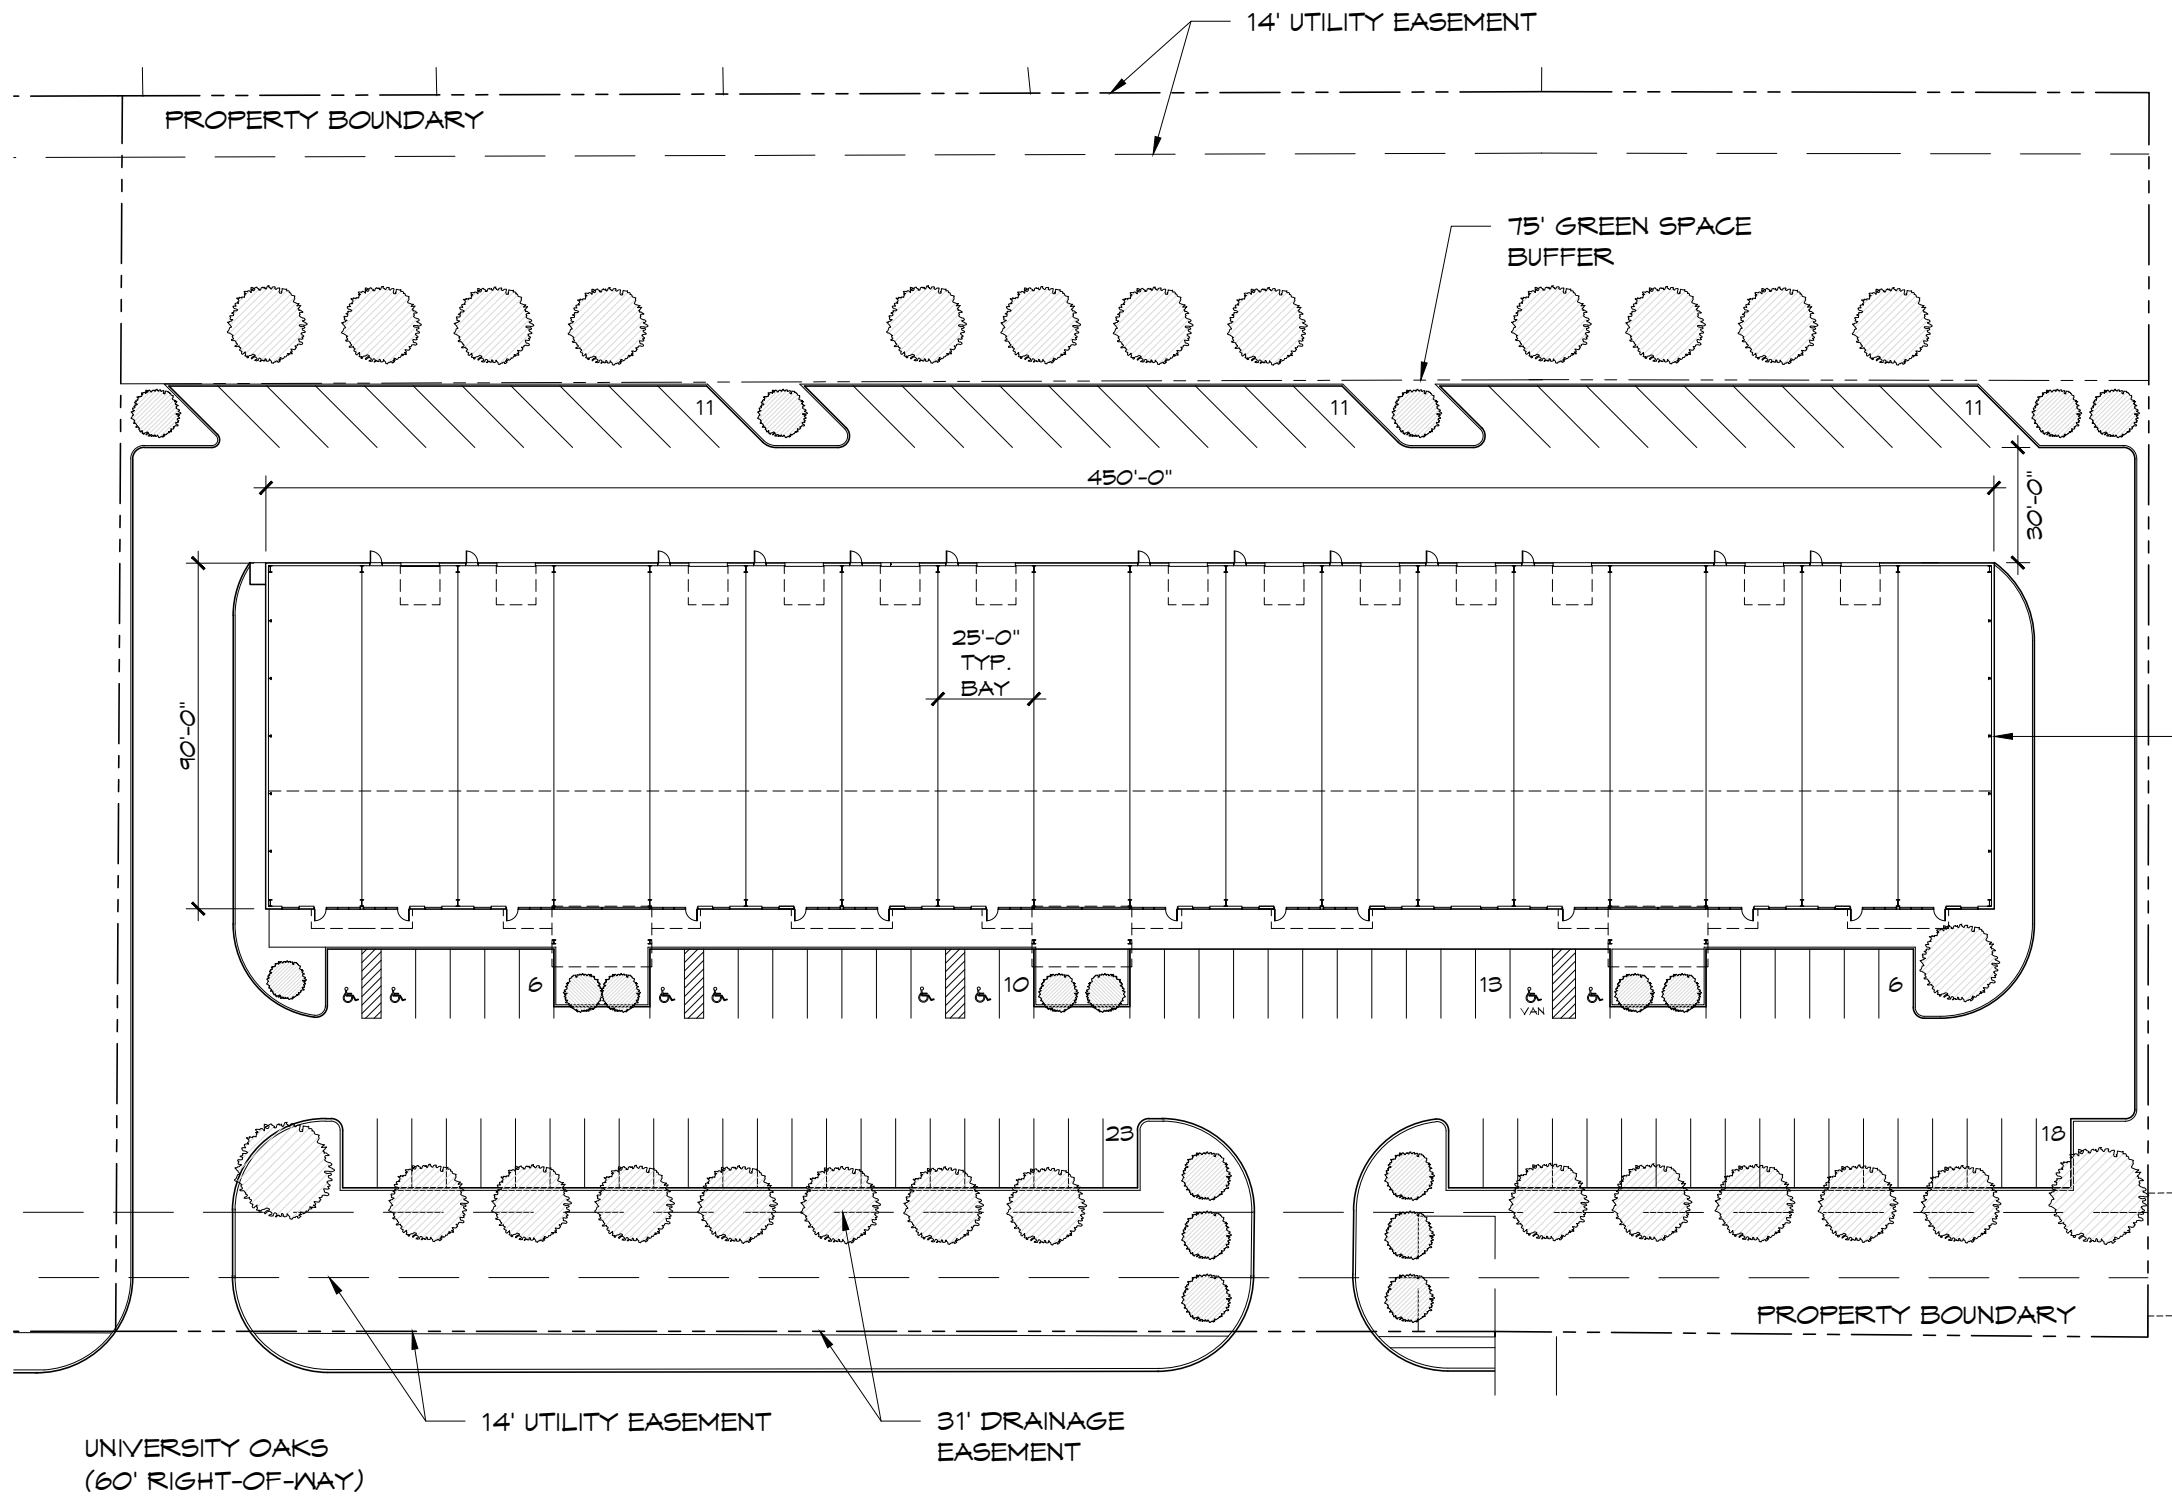 14' UTILITY EASEMENT
PROPERTY BOUNDARY
75' GREEN SPACE
BUFFER
11
11
11
450'-0"
30'-0"
25'-0"
TYP.
BAY
90'-0"
6
10
13
VAN
6
23
18
PROPERTY BOUNDARY
14' UTILITY EASEMENT
31' DRAINAGE
EASEMENT
UNIVERSITY OAKS
(60' RIGHT-OF-WAY)